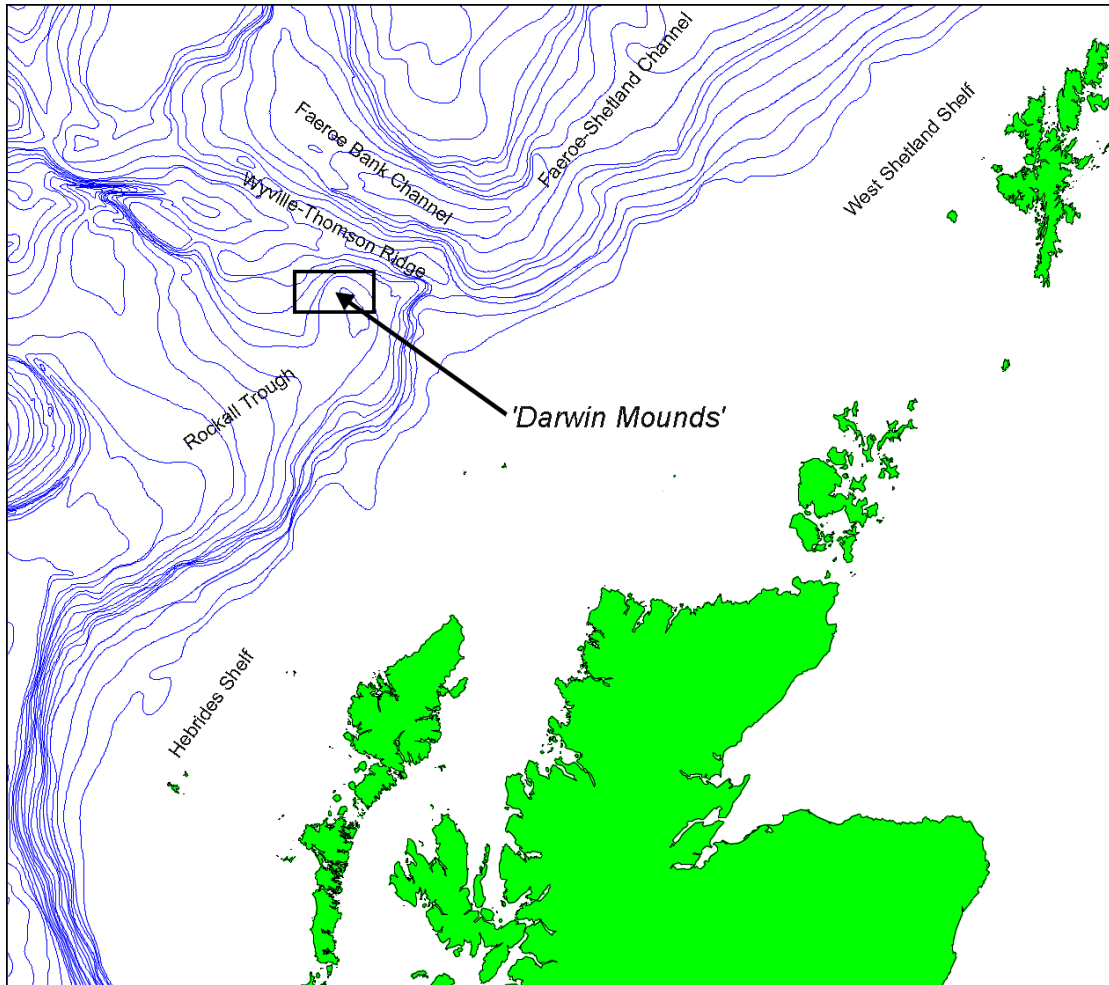 Faeroe-Shetland Channel
Faeroe Bank Channel
West Shetland Shelf
Wyville-Thomson Ridge
Rockall Trough
'Darwin Mounds'
Hebrides Shelf